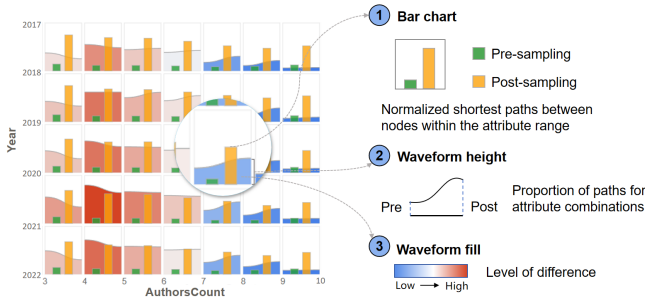 2017
2018
2019
2020
2021
2022
Year
3 4 5 6 7 8 9 10
AuthorsCount
1 Bar chart
Pre-sampling
Post-sampling
Normalized shortest paths between
nodes within the attribute range
2 Waveform height
Pre Post
Proportion of paths for
attribute combinations
3 Waveform fill
Low High
Level of difference